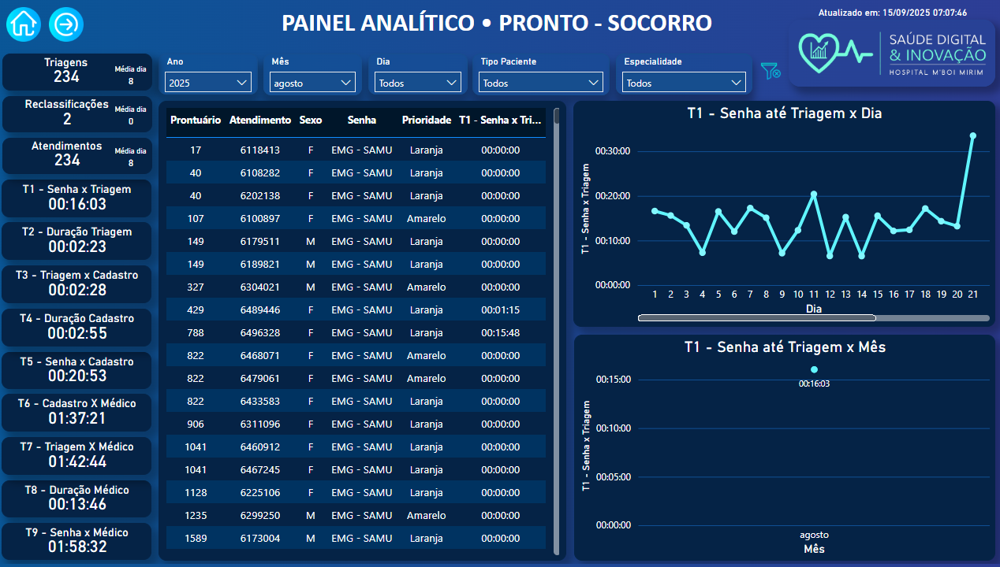 PAINEL ANALÍTICO • PRONTO - SOCORRO
Atualizado em: 15/09/2025 07:07:46
SAÚDE DIGITAL
& INOVAÇÃO
HOSPITAL M'BOI MIRIM
Triagens
234
Média dia
8
Reclassificações
2
Média dia
0
Atendimentos
234
Média dia
8
T1 - Senha x Triagem
00:16:03
T2 - Duração Triagem
00:02:23
T3 - Triagem x Cadastro
00:02:28
T4 - Duração Cadastro
00:02:55
T5 - Senha x Cadastro
00:20:53
T6 - Cadastro X Médico
01:37:21
T7 - Triagem X Médico
01:42:44
T8 - Duração Médico
00:13:46
T9 - Senha x Médico
01:58:32
Ano
2025
Mês
agosto
Dia
Todos
Tipo Paciente
Todos
Especialidade
Todos
Prontuário Atendimento Sexo Senha Prioridade T1 - Senha x Tri...
17 6118413 F EMG - SAMU Laranja 00:00:00
40 6108282 F EMG - SAMU Laranja 00:00:00
40 6202138 F EMG - SAMU Laranja 00:00:00
107 6100897 F EMG - SAMU Amarelo 00:00:00
149 6179511 M EMG - SAMU Laranja 00:00:00
149 6189821 M EMG - SAMU Laranja 00:00:00
327 6304021 M EMG - SAMU Amarelo 00:00:00
429 6489446 F EMG - SAMU Laranja 00:01:15
788 6496328 F EMG - SAMU Laranja 00:15:48
822 6468071 F EMG - SAMU Amarelo 00:00:00
822 6479061 F EMG - SAMU Amarelo 00:00:00
822 6433583 F EMG - SAMU Laranja 00:00:00
906 6311096 F EMG - SAMU Laranja 00:00:00
1041 6460912 F EMG - SAMU Laranja 00:00:00
1041 6467245 F EMG - SAMU Laranja 00:00:00
1128 6225106 F EMG - SAMU Laranja 00:00:00
1235 6299250 M EMG - SAMU Amarelo 00:00:00
1589 6173004 M EMG - SAMU Laranja 00:00:00
T1 - Senha até Triagem x Dia
T1 - Senha x Triagem
00:30:00
00:20:00
00:10:00
00:00:00
1 2 3 4 5 6 7 8 9 10 11 12 13 14 15 16 17 18 19 20 21
Dia
T1 - Senha até Triagem x Mês
T1 - Senha x Triagem
00:15:00
00:16:03
00:10:00
00:05:00
00:00:00
agosto
Mês